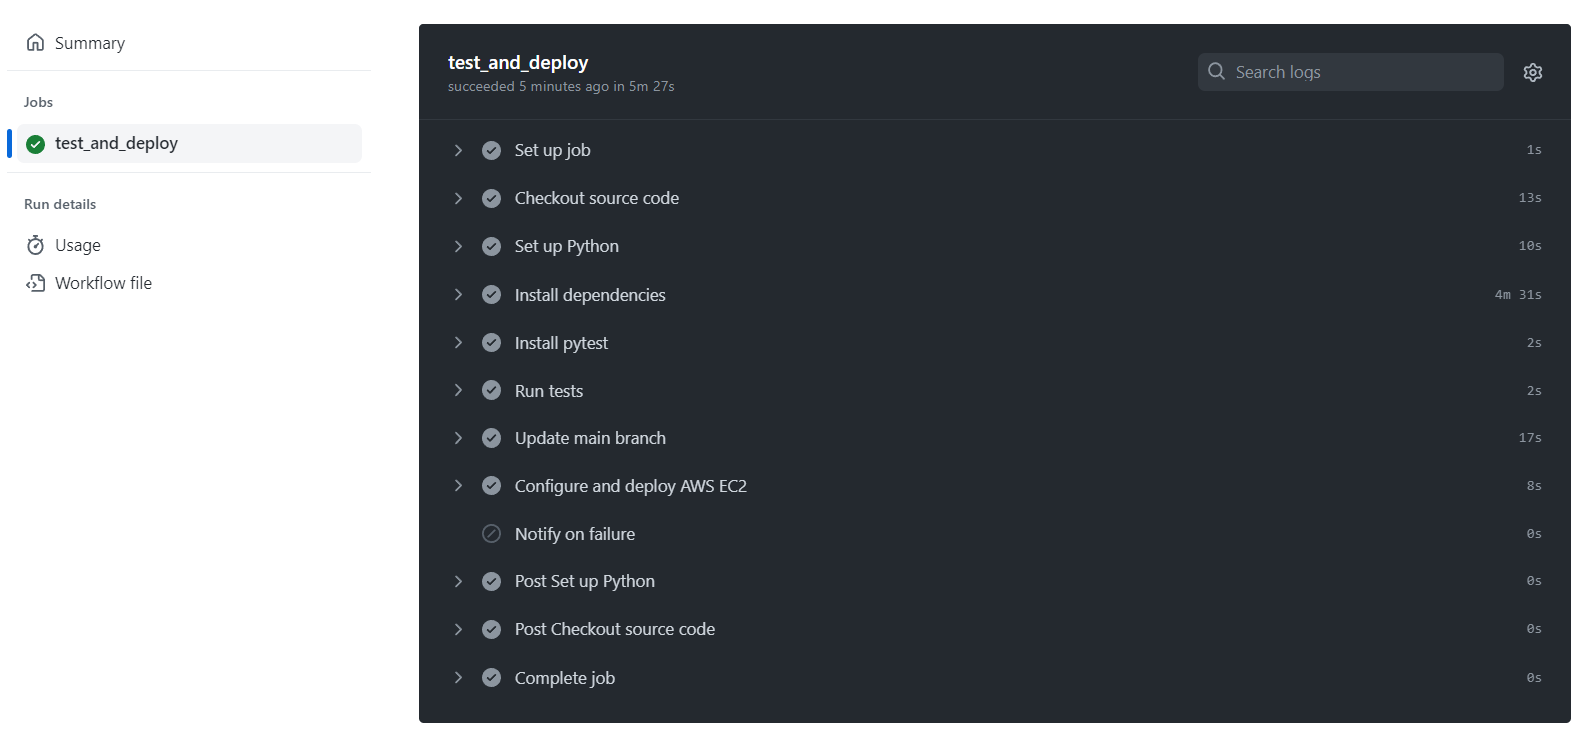 Summary
Jobs
test_and_deploy
Run details
Usage
Workflow file
test_and_deploy
succeeded 5 minutes ago in 5m 27s
Search logs
Set up job 1s
Checkout source code 13s
Set up Python 10s
Install dependencies 4m 31s
Install pytest 2s
Run tests 2s
Update main branch 17s
Configure and deploy AWS EC2 8s
Notify on failure 0s
Post Set up Python 0s
Post Checkout source code 0s
Complete job 0s